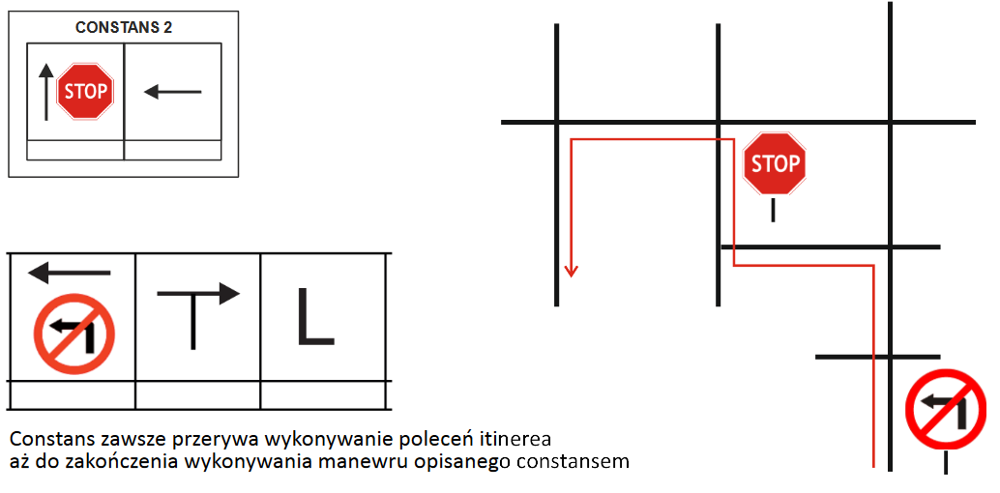 CONSTANS 2
STOP
STOP
L
Constans zawsze przerywa wykonywanie poleceń itinerea
aż do zakończenia wykonywania manewru opisanego constansem